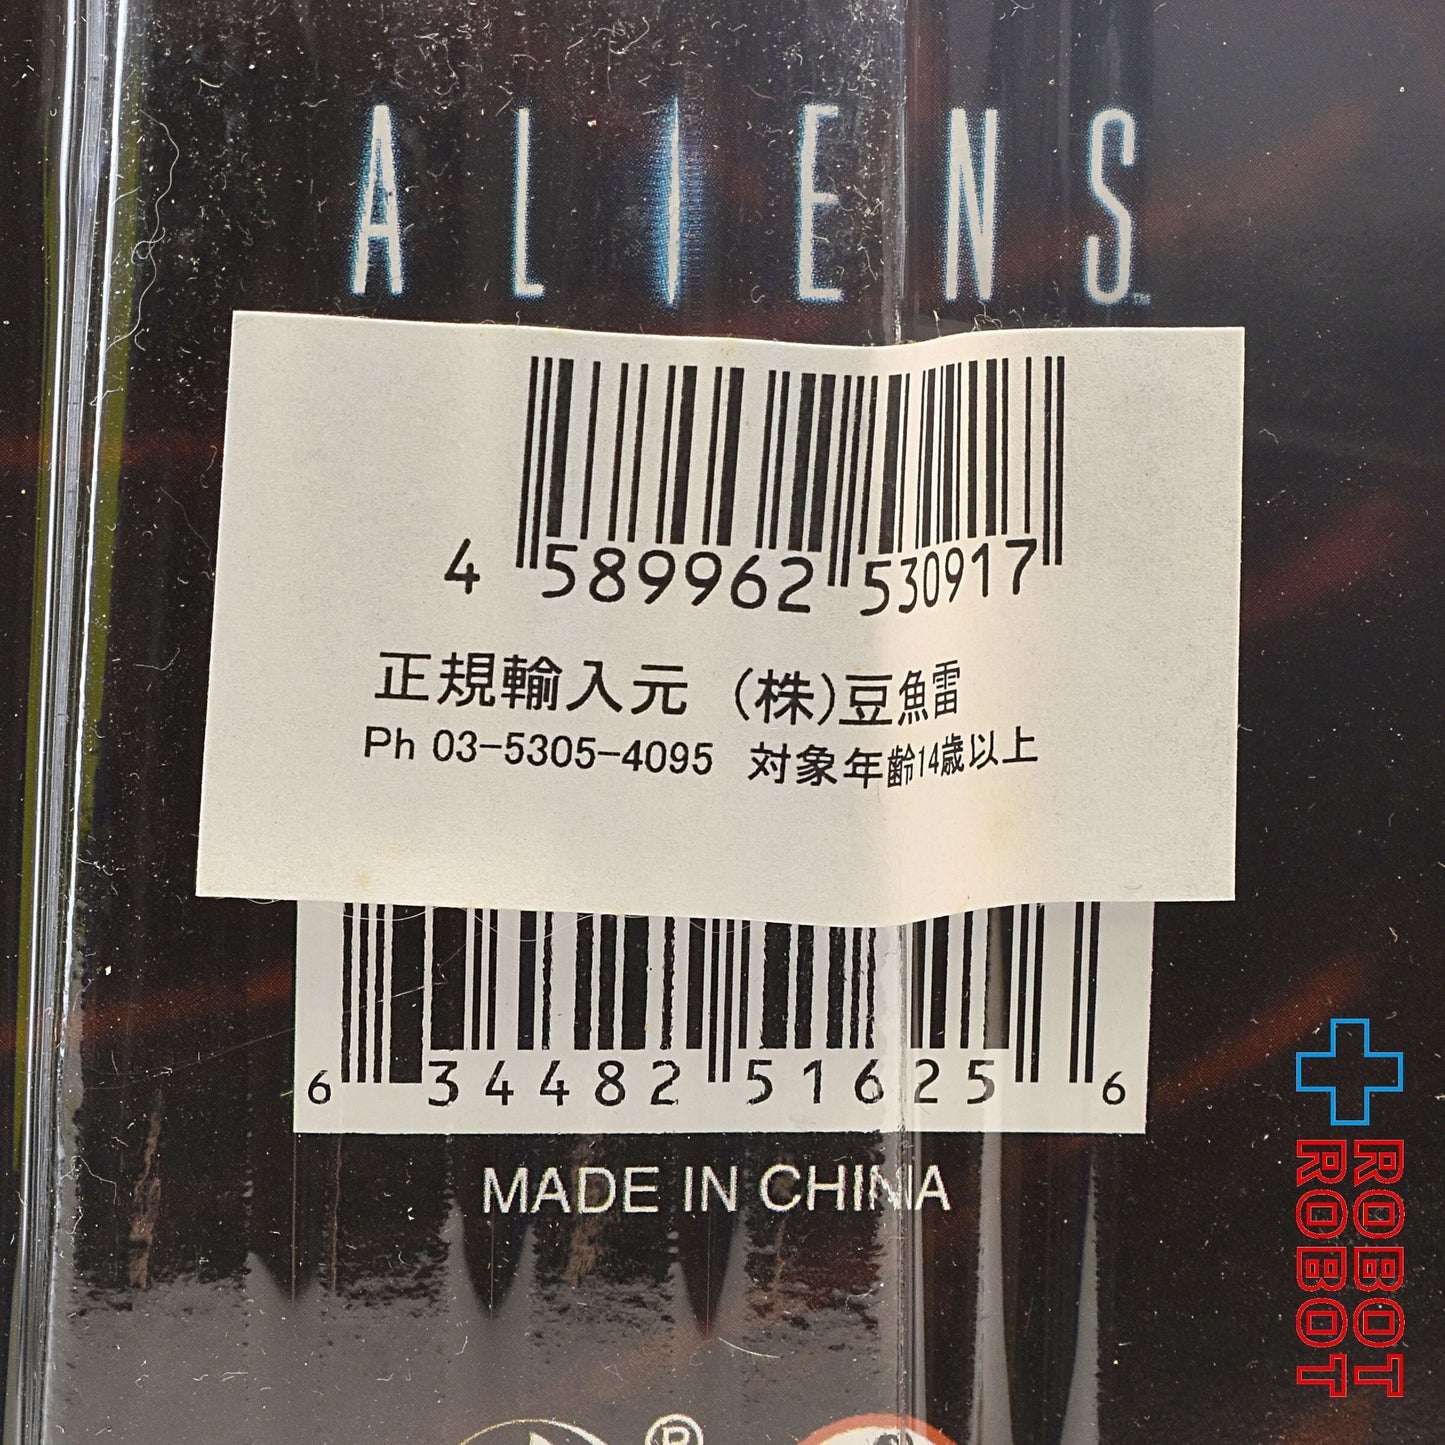 ALIENS™
4 589962 530917
正規輸入元 (株)豆魚雷
Ph 03-5305-4095 対象年齢14歳以上
6 34482 51625 6
MADE IN CHINA
®
ROBOT
ROBOT